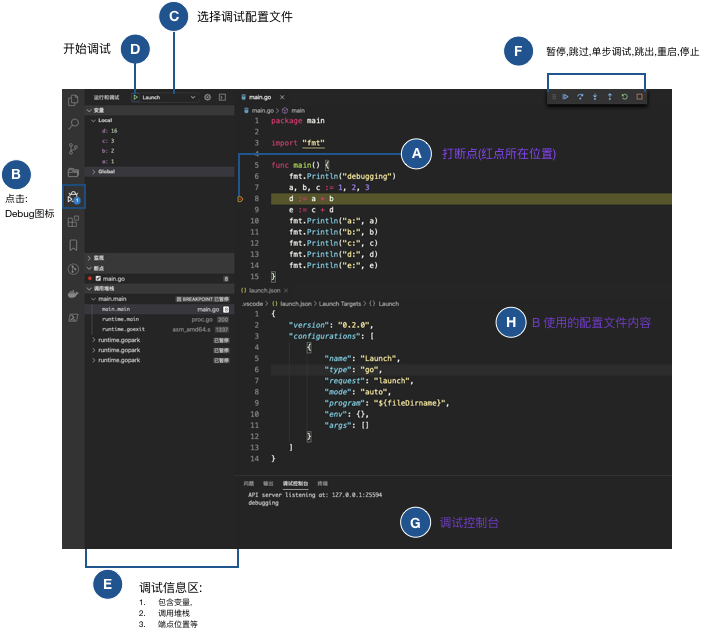 C
选择调试配置文件
开始调试
D
F
暂停,跳过,单步调试,跳出,重启,停止
运行和调试
Launch
变量
Local
d: 16
c: 3
b: 2
a: 1
Global
B
点击:
Debug图标
1
监视
断点
main.go
8
调用堆栈
main.main
因 BREAKPOINT 已暂停
main.main
main.go
runtime.main
proc.go
200
runtime.goexit
asm_amd64.s
1337
runtime.gopark
已暂停
runtime.gopark
已暂停
runtime.gopark
已暂停
main.go
main.go
main
1 package main
2
3 import "fmt"
4
5 func main() {
6 fmt.Println("debugging")
7 a, b, c := 1, 2, 3
8 d := a + b
9 e := c + d
10 fmt.Println("a:", a)
11 fmt.Println("b:", b)
12 fmt.Println("c:", c)
13 fmt.Println("d:", d)
14 fmt.Println("e:", e)
15 }
A
打断点(红点所在位置)
{} launch.json
.vscode > {} launch.json > Launch Targets > {} Launch
1 {
2 "version": "0.2.0",
3 "configurations": [
4 {
5 "name": "Launch",
6 "type": "go",
7 "request": "launch",
8 "mode": "auto",
9 "program": "${fileDirname}",
10 "env": {},
11 "args": []
12 }
13 ]
14 }
H
B 使用的配置文件内容
问题 输出 调试控制台 终端
API server listening at: 127.0.0.1:25594
debugging
G
调试控制台
E
调试信息区:
1. 包含变量,
2. 调用堆栈
3. 端点位置等